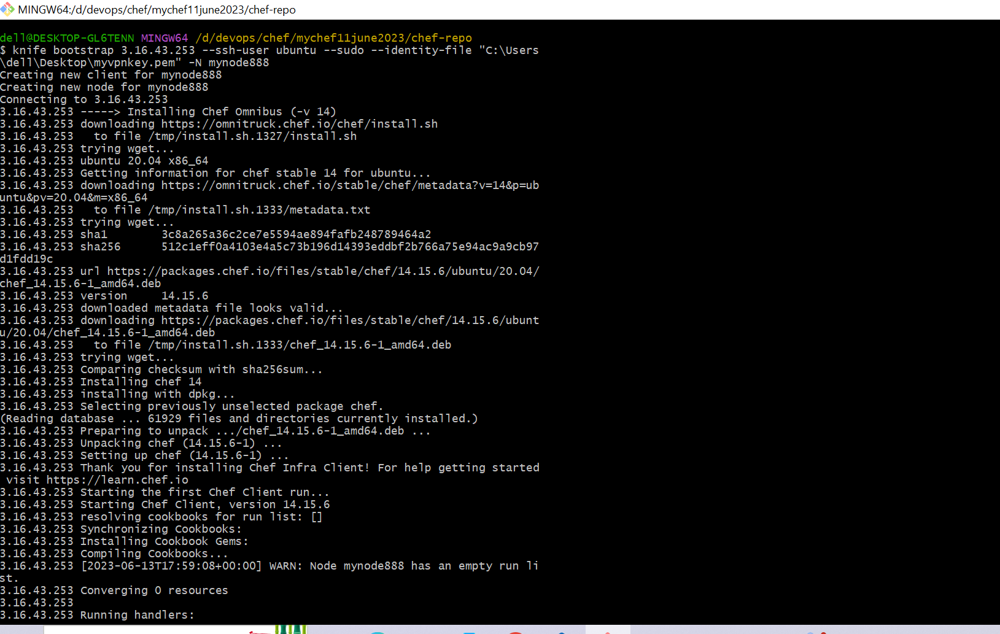 MINGW64:/d/devops/chef/mychef11june2023/chef-repo
dell@DESKTOP-GL6TENN MINGW64 /d/devops/chef/mychef11june2023/chef-repo
$ knife bootstrap 3.16.43.253 --ssh-user ubuntu --sudo --identity-file "C:\Users
\dell\Desktop\myvpnkey.pem" -N mynode888
Creating new client for mynode888
Creating new node for mynode888
Connecting to 3.16.43.253
3.16.43.253 -----> Installing Chef Omnibus (-v 14)
3.16.43.253 downloading https://omnitruck.chef.io/chef/install.sh
3.16.43.253   to file /tmp/install.sh.1327/install.sh
3.16.43.253 trying wget...
3.16.43.253 ubuntu 20.04 x86_64
3.16.43.253 Getting information for chef stable 14 for ubuntu...
3.16.43.253 downloading https://omnitruck.chef.io/stable/chef/metadata?v=14&p=ub
untu&pv=20.04&m=x86_64
3.16.43.253   to file /tmp/install.sh.1333/metadata.txt
3.16.43.253 trying wget...
3.16.43.253 sha1        3c8a265a36c2ce7e5594ae894fafb248789464a2
3.16.43.253 sha256      512c1eff0a4103e4a5c73b196d14393eddbf2b766a75e94ac9a9cb97
d1fdd19c
3.16.43.253 url https://packages.chef.io/files/stable/chef/14.15.6/ubuntu/20.04/
chef_14.15.6-1_amd64.deb
3.16.43.253 version     14.15.6
3.16.43.253 downloaded metadata file looks valid...
3.16.43.253 downloading https://packages.chef.io/files/stable/chef/14.15.6/ubunt
u/20.04/chef_14.15.6-1_amd64.deb
3.16.43.253   to file /tmp/install.sh.1333/chef_14.15.6-1_amd64.deb
3.16.43.253 trying wget...
3.16.43.253 Comparing checksum with sha256sum...
3.16.43.253 Installing chef 14
3.16.43.253 installing with dpkg...
3.16.43.253 Selecting previously unselected package chef.
(Reading database ... 61929 files and directories currently installed.)
3.16.43.253 Preparing to unpack .../chef_14.15.6-1_amd64.deb ...
3.16.43.253 Unpacking chef (14.15.6-1) ...
3.16.43.253 Setting up chef (14.15.6-1) ...
3.16.43.253 Thank you for installing Chef Infra Client! For help getting started
 visit https://learn.chef.io
3.16.43.253 Starting the first Chef Client run...
3.16.43.253 Starting Chef Client, version 14.15.6
3.16.43.253 resolving cookbooks for run list: []
3.16.43.253 Synchronizing Cookbooks:
3.16.43.253 Installing Cookbook Gems:
3.16.43.253 Compiling Cookbooks...
3.16.43.253 [2023-06-13T17:59:08+00:00] WARN: Node mynode888 has an empty run li
st.
3.16.43.253 Converging 0 resources
3.16.43.253
3.16.43.253 Running handlers: